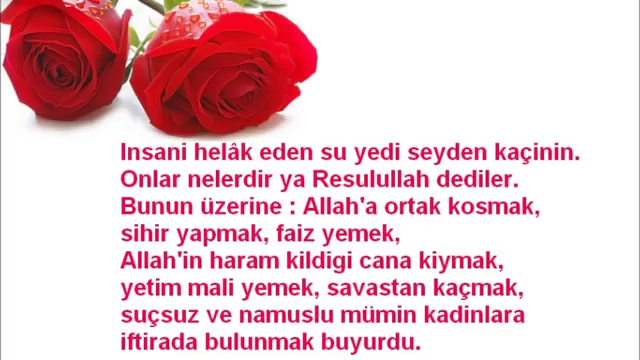 Insani helâk eden su yedi seyden kaçinin.
Onlar nelerdir ya Resulullah dediler.
Bunun üzerine : Allah'a ortak kosmak,
sihir yapmak, faiz yemek,
Allah'in haram kildigi cana kiymak,
yetim mali yemek, savastan kaçmak,
suçsuz ve namuslu mümin kadinlara
iftirada bulunmak buyurdu.